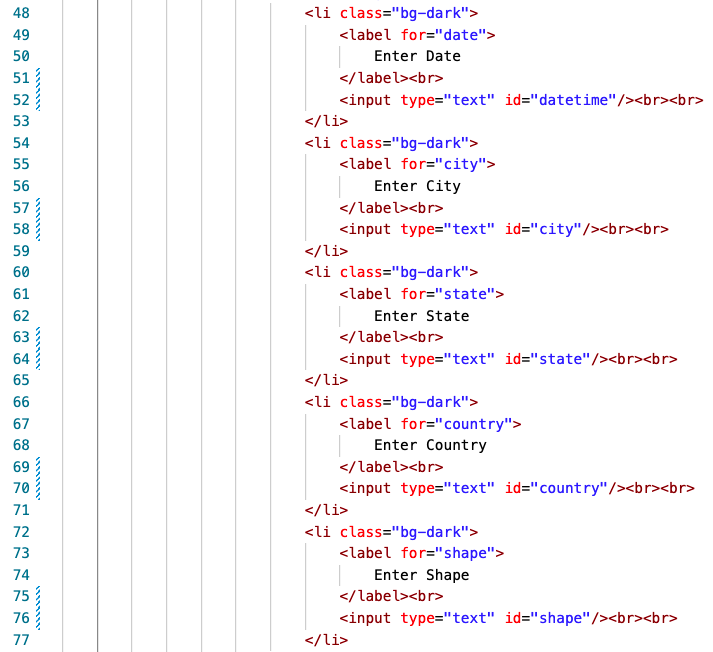 48 <li class="bg-dark">
49 <label for="date">
50 Enter Date
51 </label><br>
52 <input type="text" id="datetime"/><br><br>
53 </li>
54 <li class="bg-dark">
55 <label for="city">
56 Enter City
57 </label><br>
58 <input type="text" id="city"/><br><br>
59 </li>
60 <li class="bg-dark">
61 <label for="state">
62 Enter State
63 </label><br>
64 <input type="text" id="state"/><br><br>
65 </li>
66 <li class="bg-dark">
67 <label for="country">
68 Enter Country
69 </label><br>
70 <input type="text" id="country"/><br><br>
71 </li>
72 <li class="bg-dark">
73 <label for="shape">
74 Enter Shape
75 </label><br>
76 <input type="text" id="shape"/><br><br>
77 </li>